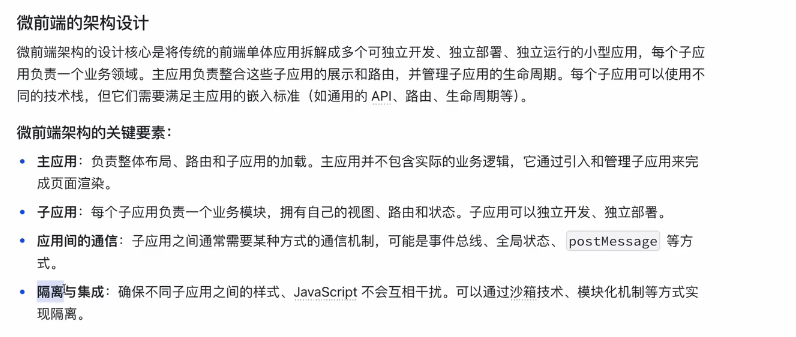 微前端的架构设计
微前端架构的设计核心是将传统的前端单体应用拆解成多个可独立开发、独立部署、独立运行的小型应用，每个子应
用负责一个业务领域。主应用负责整合这些子应用的展示和路由，并管理子应用的生命周期。每个子应用可以使用不
同的技术栈，但它们需要满足主应用的嵌入标准（如通用的 API、路由、生命周期等）。
微前端架构的关键要素：
• 主应用：负责整体布局、路由和子应用的加载。主应用并不包含实际的业务逻辑，它通过引入和管理子应用来完
成页面渲染。
• 子应用：每个子应用负责一个业务模块，拥有自己的视图、路由和状态。子应用可以独立开发、独立部署。
• 应用间的通信：子应用之间通常需要某种方式的通信机制，可能是事件总线、全局状态、 postMessage 等方
式。
• 隔离与集成：确保不同子应用之间的样式、JavaScript 不会互相干扰。可以通过沙箱技术、模块化机制等方式实
现隔离。